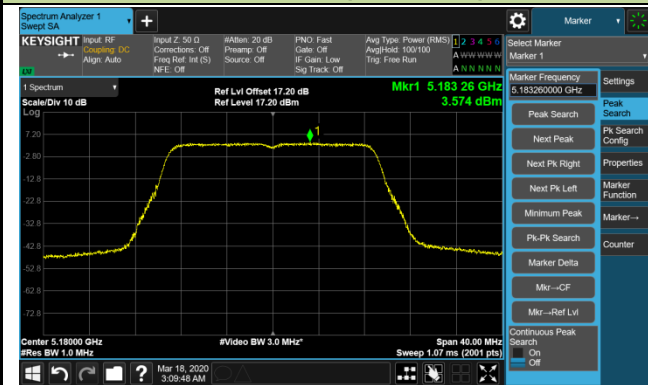 Spectrum Analyzer 1
Swept SA
Marker
KEYSIGHT
Input: RF
Coupling: DC
Align: Auto
Input Z: 50 Ω
Corrections: Off
Freq Ref: Int (S)
NFE: Off
#Atten: 20 dB
Preamp: Off
Source: Off
PNO: Fast
Gate: Off
IF Gain: Low
Sig Track: Off
Avg Type: Power (RMS)
Avg|Hold: 100/100
Trig: Free Run
1 2 3 4 5 6
A W W W W W
A N N N N N
Select Marker
Marker 1
1 Spectrum
Scale/Div 10 dB
Log
Ref Lvl Offset 17.20 dB
Ref Level 17.20 dBm
Mkr1 5.183 26 GHz
3.574 dBm
7.20
-2.80
-12.8
-22.8
-32.8
-42.8
-52.8
-62.8
-72.8
1
Center 5.18000 GHz
#Res BW 1.0 MHz
#Video BW 3.0 MHz*
Span 40.00 MHz
Sweep 1.07 ms (2001 pts)
Marker Frequency
5.183260000 GHz
Peak Search
Next Peak
Next Pk Right
Next Pk Left
Minimum Peak
Pk-Pk Search
Marker Delta
Mkr→CF
Mkr→Ref Lvl
Continuous Peak
Search
On
Off
Settings
Peak
Search
Pk Search
Config
Properties
Marker
Function
Marker→
Counter
Mar 18, 2020
3:09:48 AM